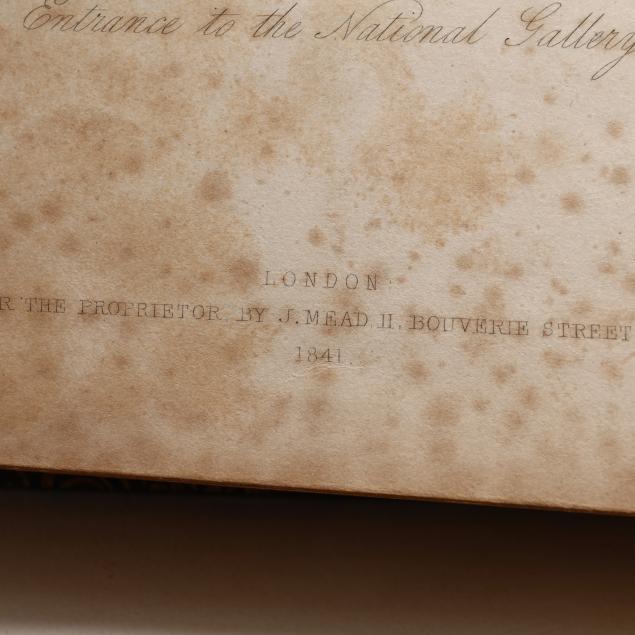 Entrance to the National Gallery
LONDON
R THE PROPRIETOR BY J. MEAD 11, BOUVERIE STREET
1841.